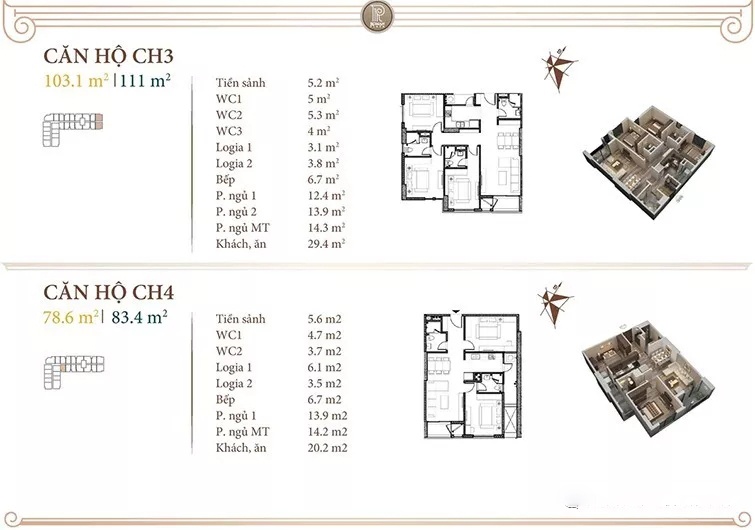 CĂN HỘ CH3
103.1 m² | 111 m²
Tiền sảnh 5.2 m²
WC1 5 m²
WC2 5.3 m²
WC3 4 m²
Logia 1 3.1 m²
Logia 2 3.8 m²
Bếp 6.7 m²
P. ngủ 1 12.4 m²
P. ngủ 2 13.9 m²
P. ngủ MT 14.3 m²
Khách, ăn 29.4 m²
CĂN HỘ CH4
78.6 m² | 83.4 m²
Tiền sảnh 5.6 m2
WC1 4.7 m2
WC2 3.7 m2
Logia 1 6.1 m2
Logia 2 3.5 m2
Bếp 6.7 m2
P. ngủ 1 13.9 m2
P. ngủ MT 14.2 m2
Khách, ăn 20.2 m2